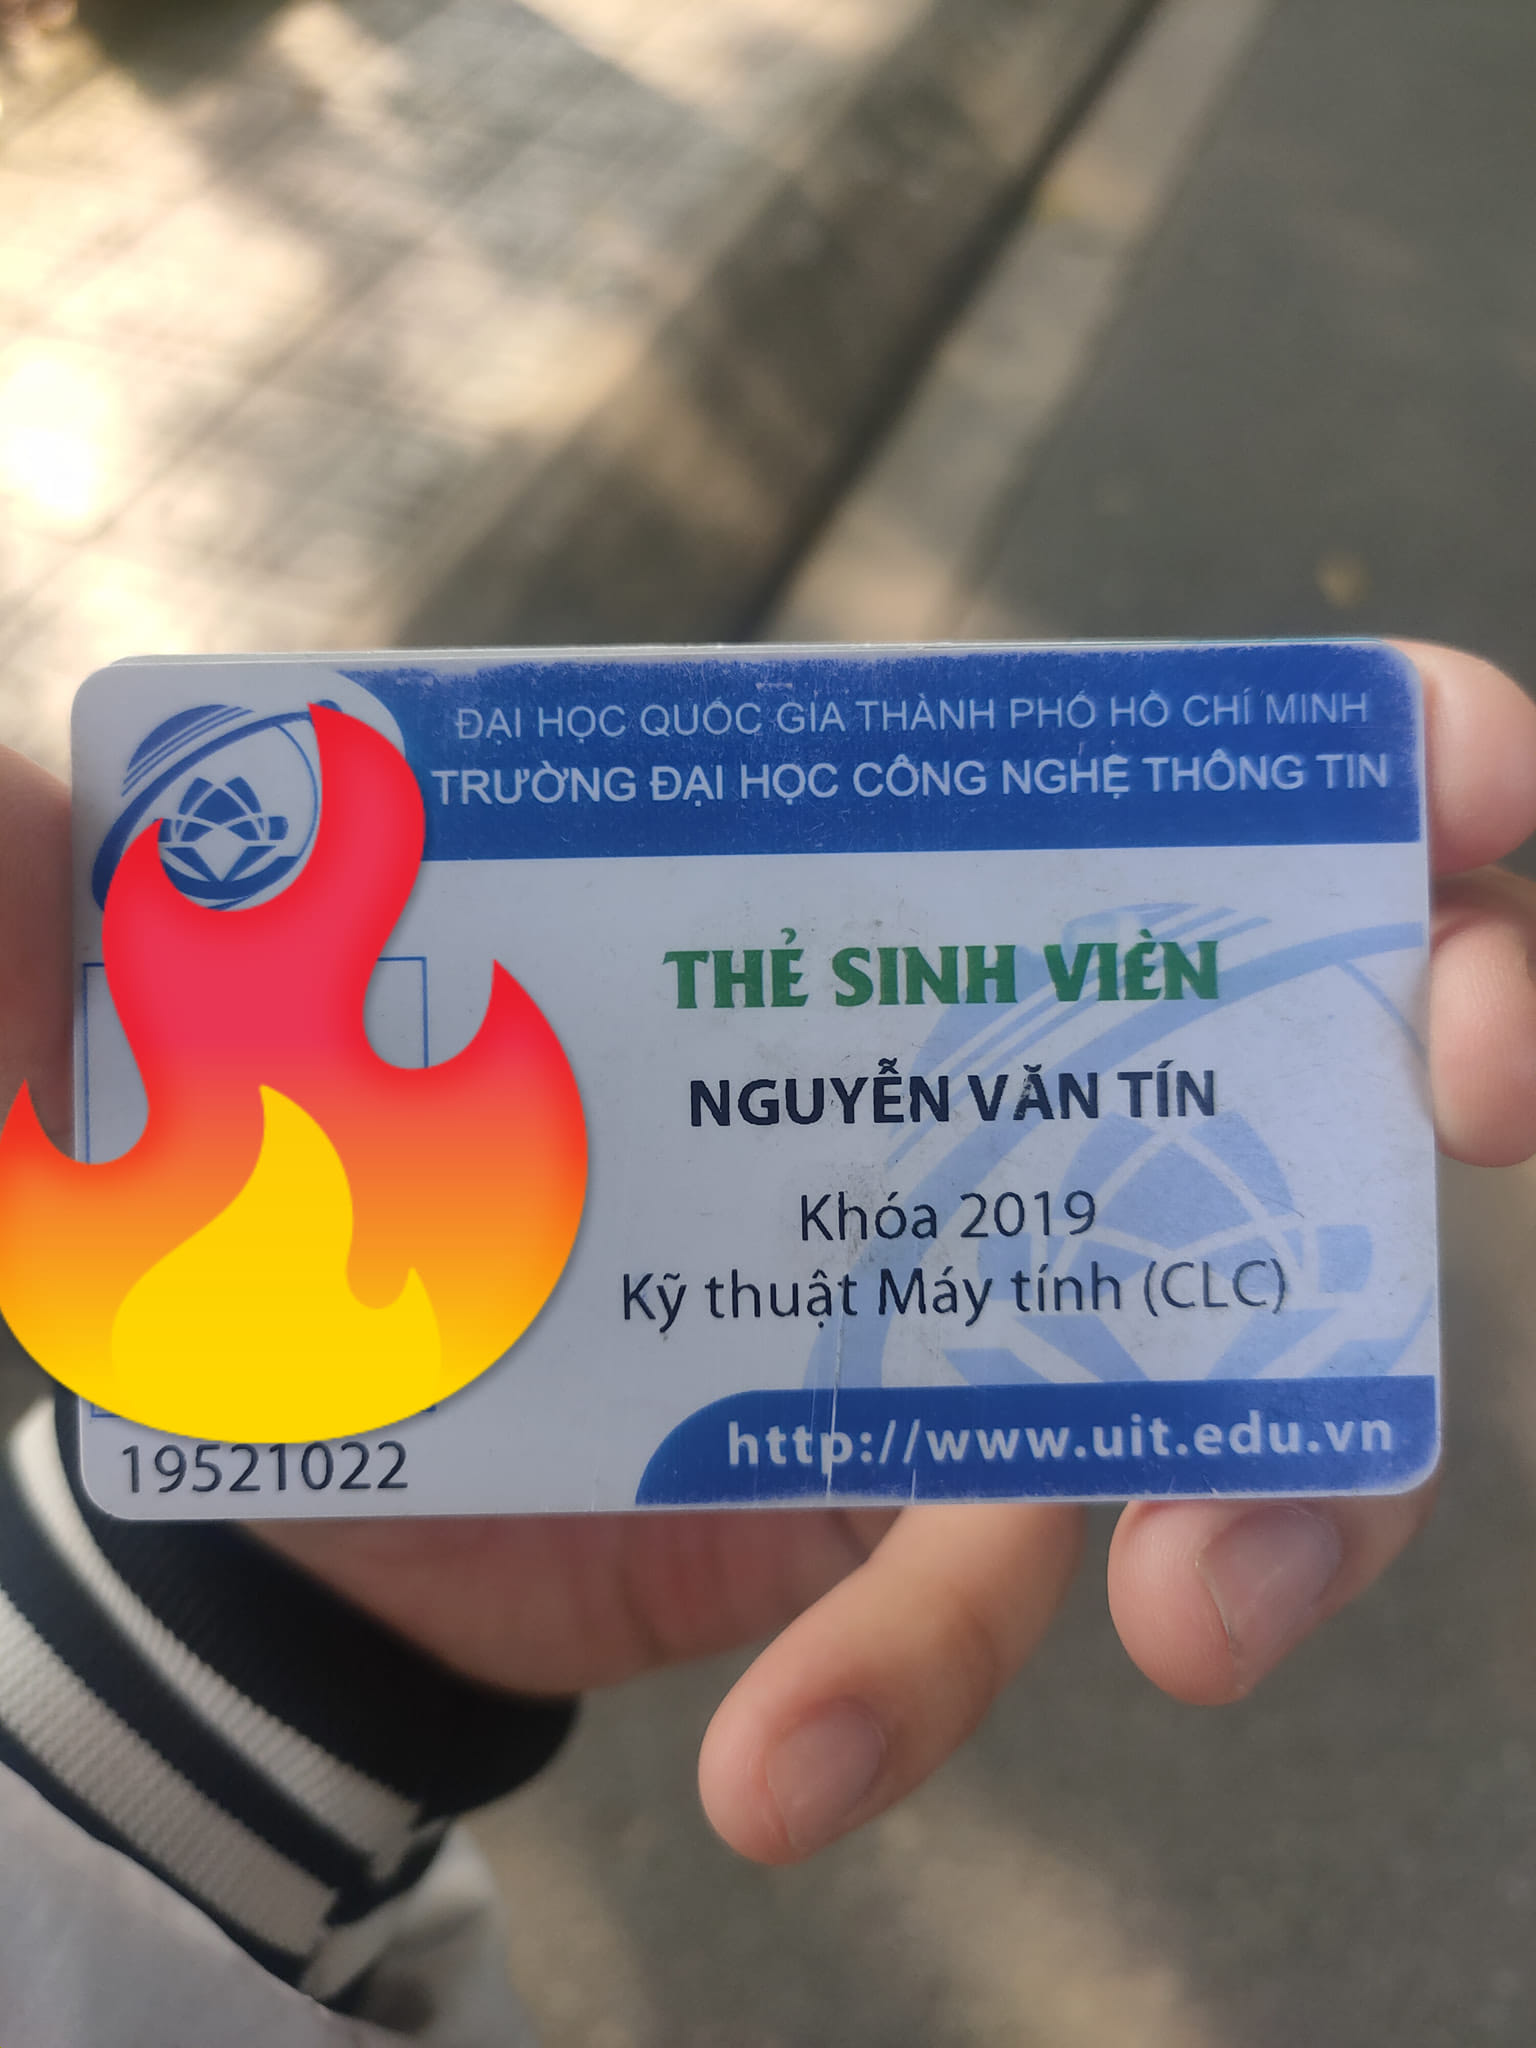 ĐẠI HỌC QUỐC GIA THÀNH PHỐ HỒ CHÍ MINH
TRƯỜNG ĐẠI HỌC CÔNG NGHỆ THÔNG TIN
THẺ SINH VIÊN
NGUYỄN VĂN TÍN
Khóa 2019
Kỹ thuật Máy tính (CLC)
http://www.uit.edu.vn
19521022